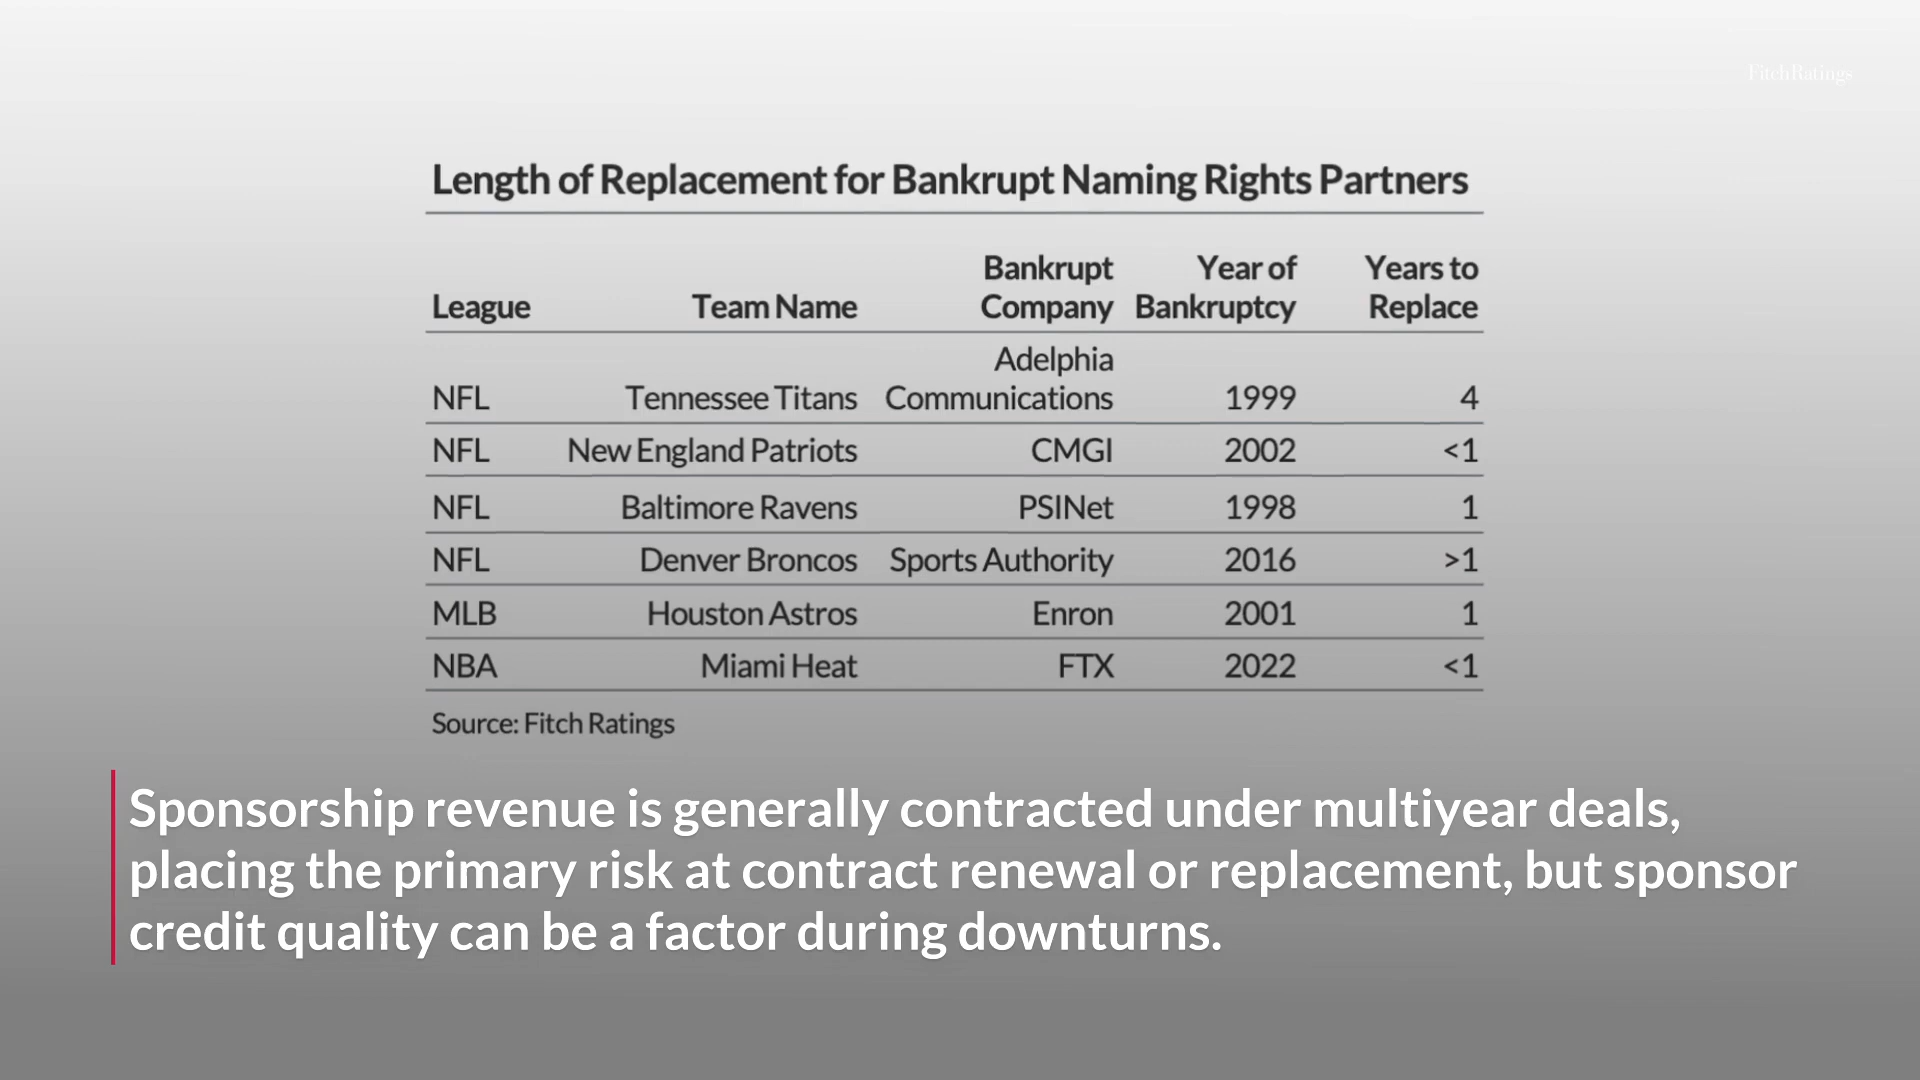 FitchRatings
Length of Replacement for Bankrupt Naming Rights Partners
League Team Name Bankrupt Company Year of Bankruptcy Years to Replace
NFL Tennessee Titans Adelphia Communications 1999 4
NFL New England Patriots CMGI 2002 <1
NFL Baltimore Ravens PSINet 1998 1
NFL Denver Broncos Sports Authority 2016 >1
MLB Houston Astros Enron 2001 1
NBA Miami Heat FTX 2022 <1
Source: Fitch Ratings
Sponsorship revenue is generally contracted under multiyear deals,
placing the primary risk at contract renewal or replacement, but sponsor
credit quality can be a factor during downturns.